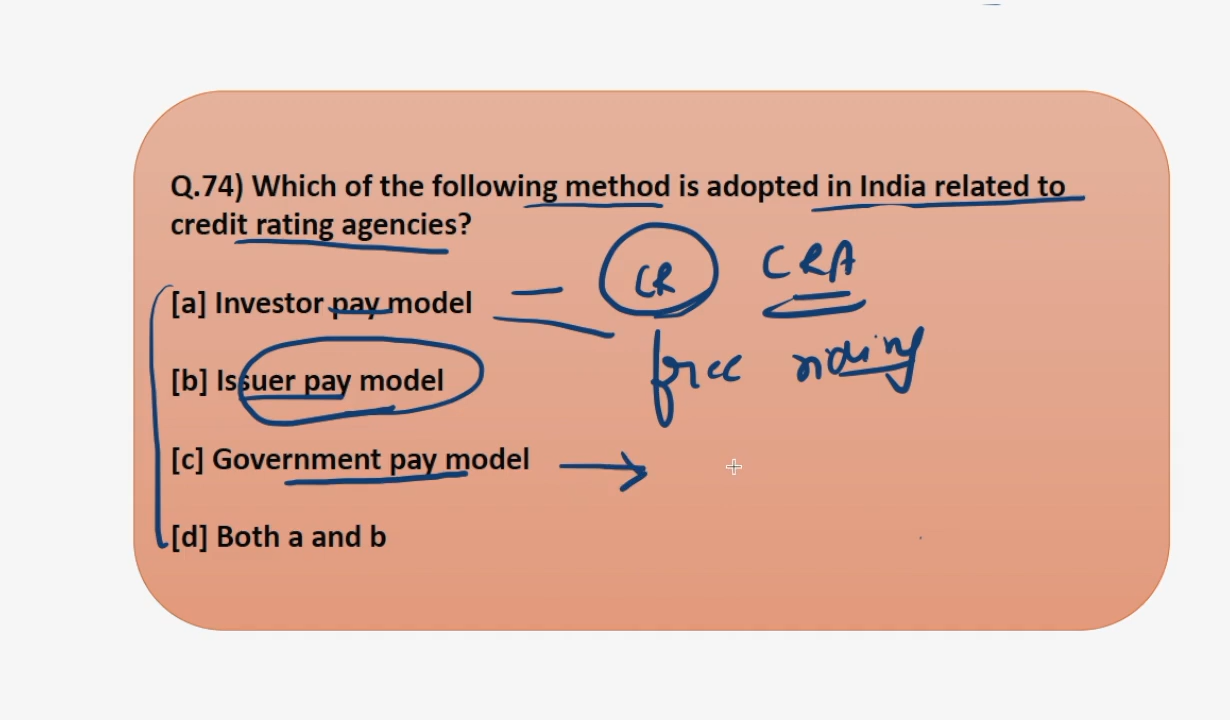 Q.74) Which of the following method is adopted in India related to
credit rating agencies?
CR CRA
[a] Investor pay model
free riding
[b] Issuer pay model
[c] Government pay model
[d] Both a and b